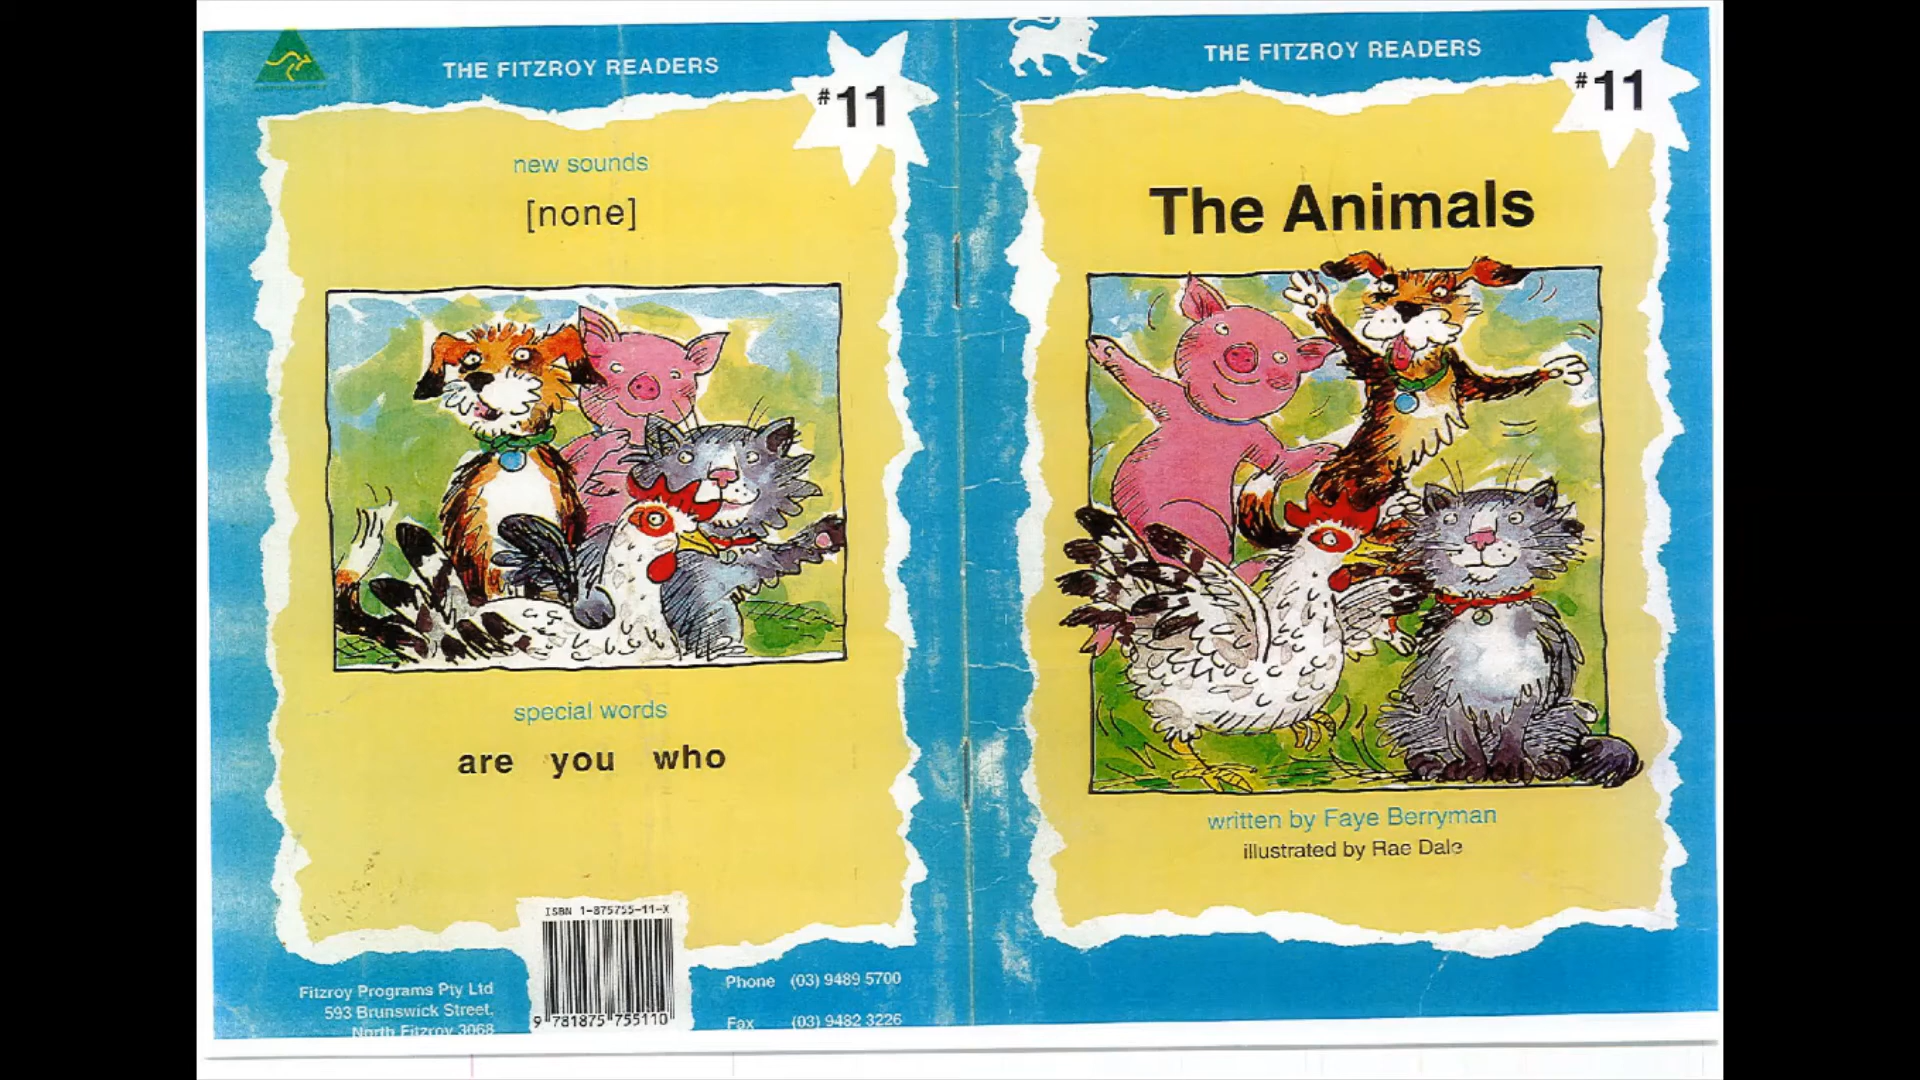 THE FITZROY READERS
#11
new sounds
[none]
special words
are you who
ISBN 1-875755-11-X
9 781875 755110
Fitzroy Programs Pty Ltd
593 Brunswick Street,
North Fitzroy 3068
Phone (03) 9489 5700
Fax (03) 9482 3226
THE FITZROY READERS
#11
The Animals
written by Faye Berryman
illustrated by Rae Dale